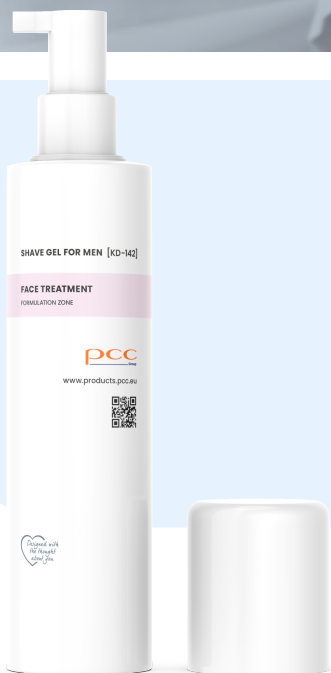 SHAVE GEL FOR MEN [KD-142]
FACE TREATMENT
FORMULATION ZONE
pcc
Group
www.products.pcc.eu
Designed with
the thought
about you